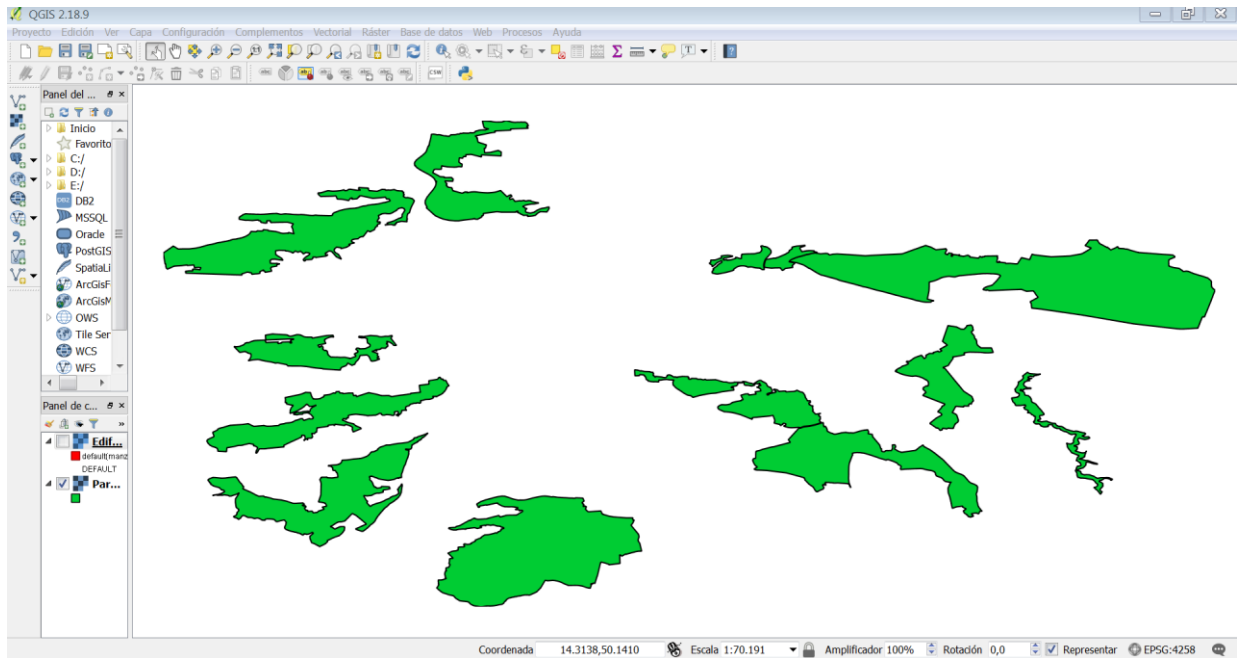 QGIS 2.18.9
Proyecto Edición Ver Capa Configuración Complementos Vectorial Ráster Base de datos Web Procesos Ayuda
CSW
Panel del ...
Inicio
Favorito
C:/
D:/
E:/
DB2
MSSQL
Oracle
PostGIS
SpatiaLi
ArcGisF
ArcGisM
OWS
Tile Ser
WCS
WFS
Panel de c...
Edif...
default(manz
DEFAULT
Par...
Coordenada 14.3138,50.1410 Escala 1:70.191 Amplificador 100% Rotación 0,0 Representar EPSG:4258